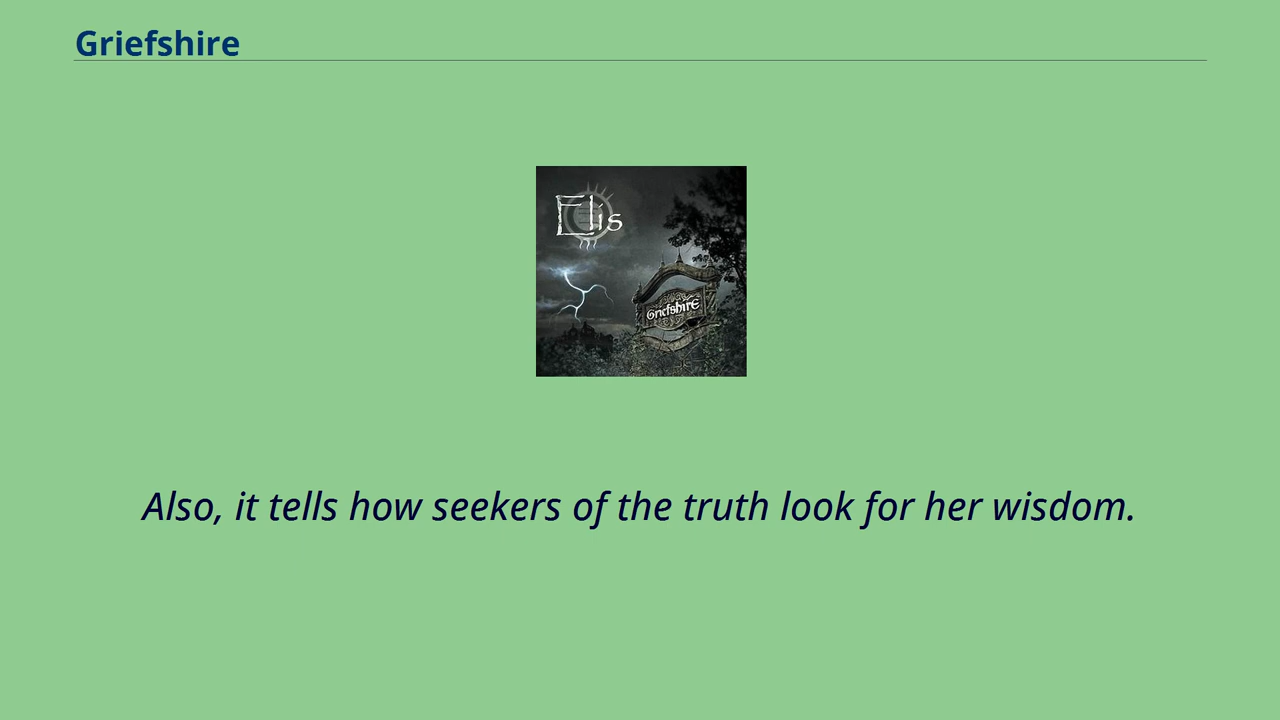 Griefshire
Elis
Griefshire
Also, it tells how seekers of the truth look for her wisdom.